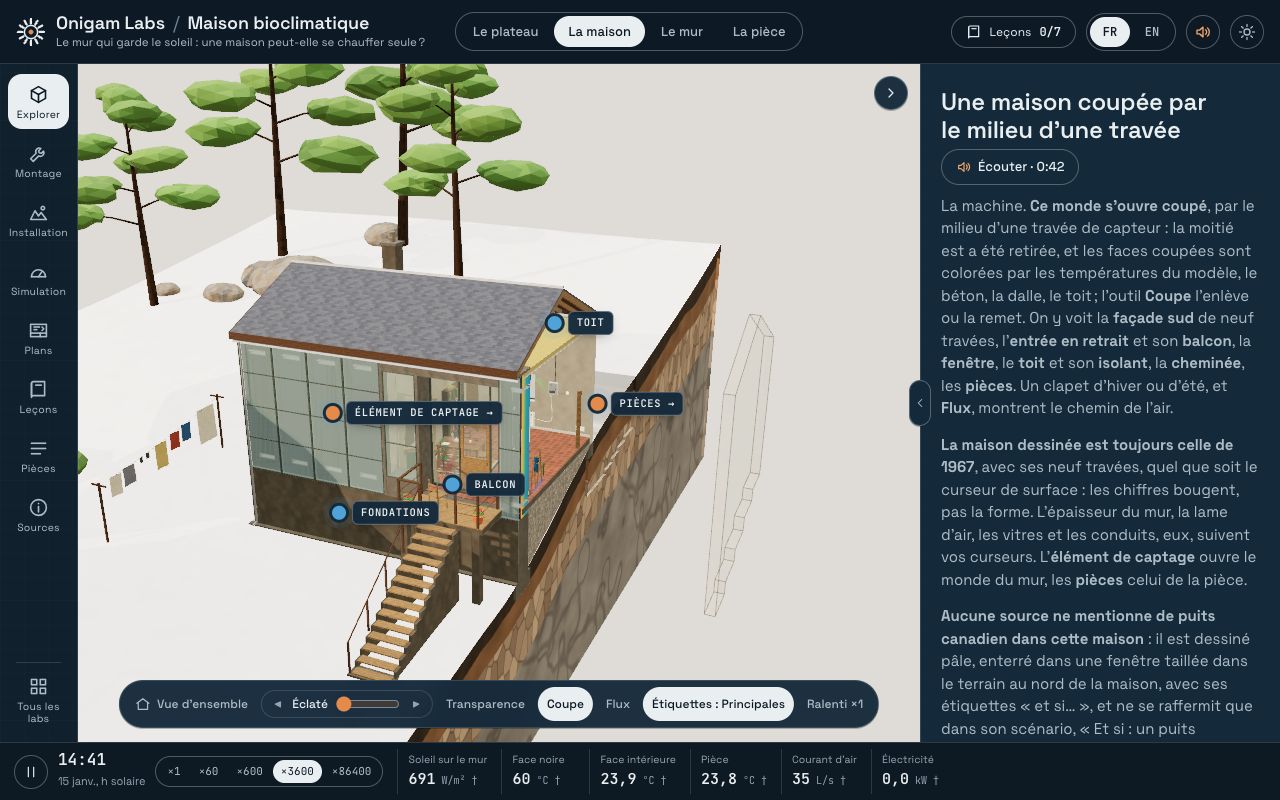 Origam Labs / Maison bioclimatique
Le mur qui garde le soleil : une maison peut-elle se chauffer seule ?
Le plateau
La maison
Le mur
La pièce
Leçons 0/7
FR
EN
Explorer
Montage
Installation
Simulation
Plans
Leçons
Pièces
Sources
Tous les
labs
TOIT
PIÈCES →
ÉLÉMENT DE CAPTAGE →
BALCON
FONDATIONS
Vue d'ensemble
◀ Éclaté ▶
Transparence
Coupe
Flux
Étiquettes : Principales
Ralenti ×1
Une maison coupée par
le milieu d'une travée
Écouter · 0:42
La machine. Ce monde s'ouvre coupé, par le
milieu d'une travée de capteur : la moitié
est a été retirée, et les faces coupées sont
colorées par les températures du modèle, le
béton, la dalle, le toit ; l'outil Coupe l'enlève
ou la remet. On y voit la façade sud de neuf
travées, l'entrée en retrait et son balcon, la
fenêtre, le toit et son isolant, la cheminée,
les pièces. Un clapet d'hiver ou d'été, et
Flux, montrent le chemin de l'air.
La maison dessinée est toujours celle de
1967, avec ses neuf travées, quel que soit le
curseur de surface : les chiffres bougent,
pas la forme. L'épaisseur du mur, la lame
d'air, les vitres et les conduits, eux, suivent
vos curseurs. L'élément de captage ouvre le
monde du mur, les pièces celui de la pièce.
Aucune source ne mentionne de puits
canadien dans cette maison : il est dessiné
pâle, enterré dans une fenêtre taillée dans
le terrain au nord de la maison, avec ses
étiquettes « et si… », et ne se raffermit que
dans son scénario, « Et si : un puits
14:41
15 janv., h solaire
×1
×60
×600
×3600
×86400
Soleil sur le mur
691 W/m² †
Face noire
60 °C †
Face intérieure
23,9 °C †
Pièce
23,8 °C †
Courant d'air
35 L/s †
Électricité
0,0 kW †